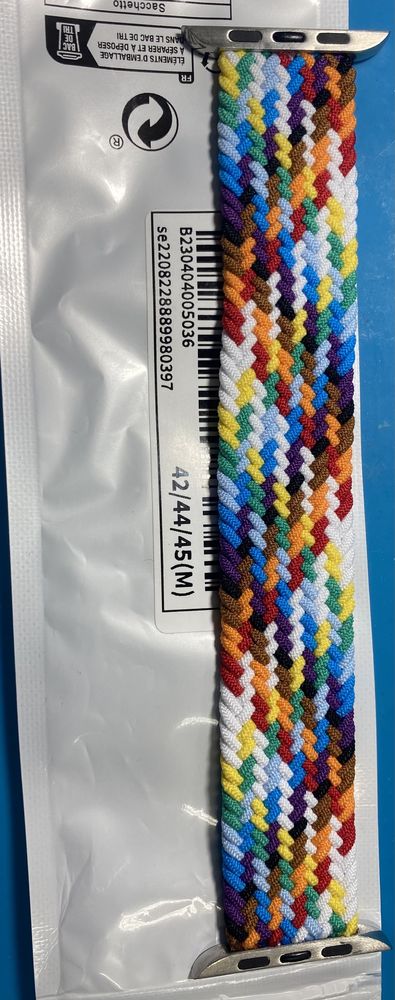 Sacchetto
FR
ÉLÉMENTS D'EMBALLAGE
À SÉPARER ET À DÉPOSER
DANS LE BAC DE TRI
BAC
DE
TRI
®
B230404005036
se2208228889980397
42/44/45(M)